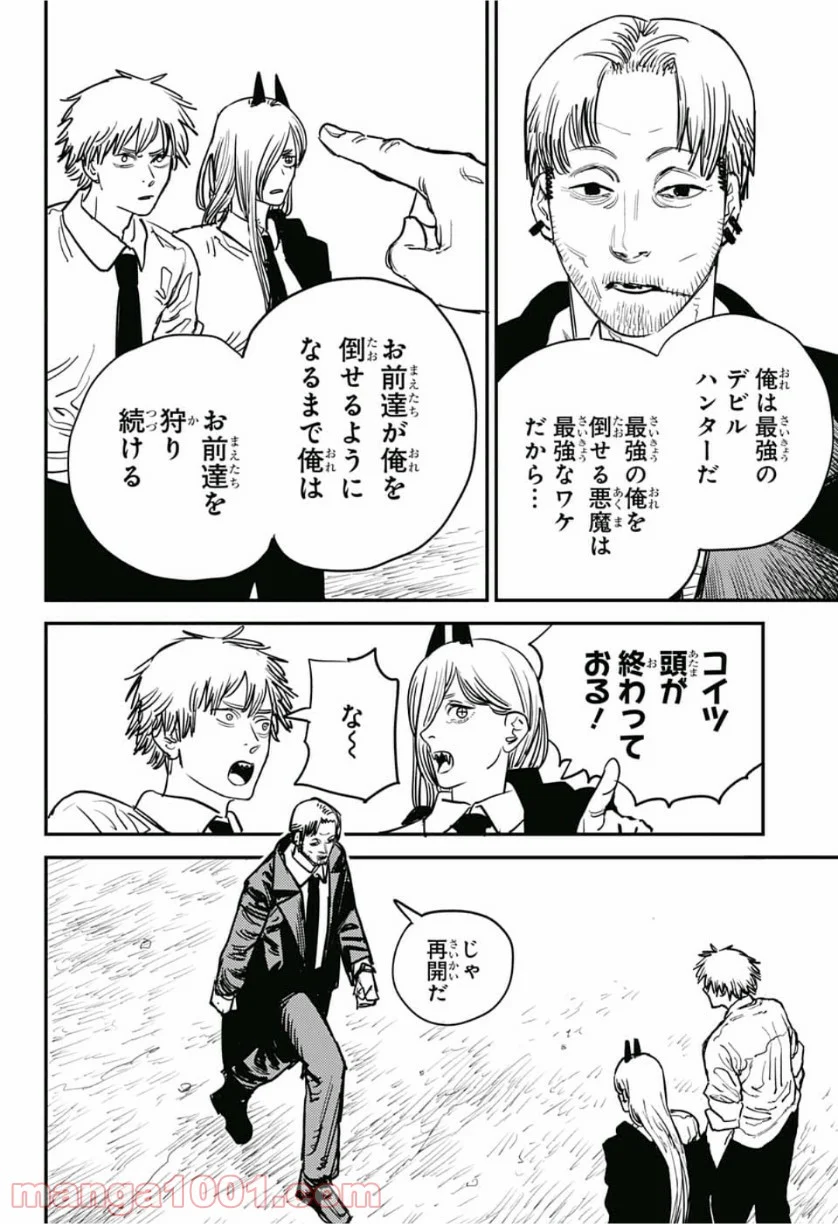 俺は最強の
デビル
ハンターだ
最強の俺を
倒せる悪魔は
最強なワケ
だから…
お前達が俺を
倒せるように
なるまで俺は
お前達を
狩り
続ける
コイツ
頭が
終わって
おる！
な〜
じゃ
再開だ
manga1001.com